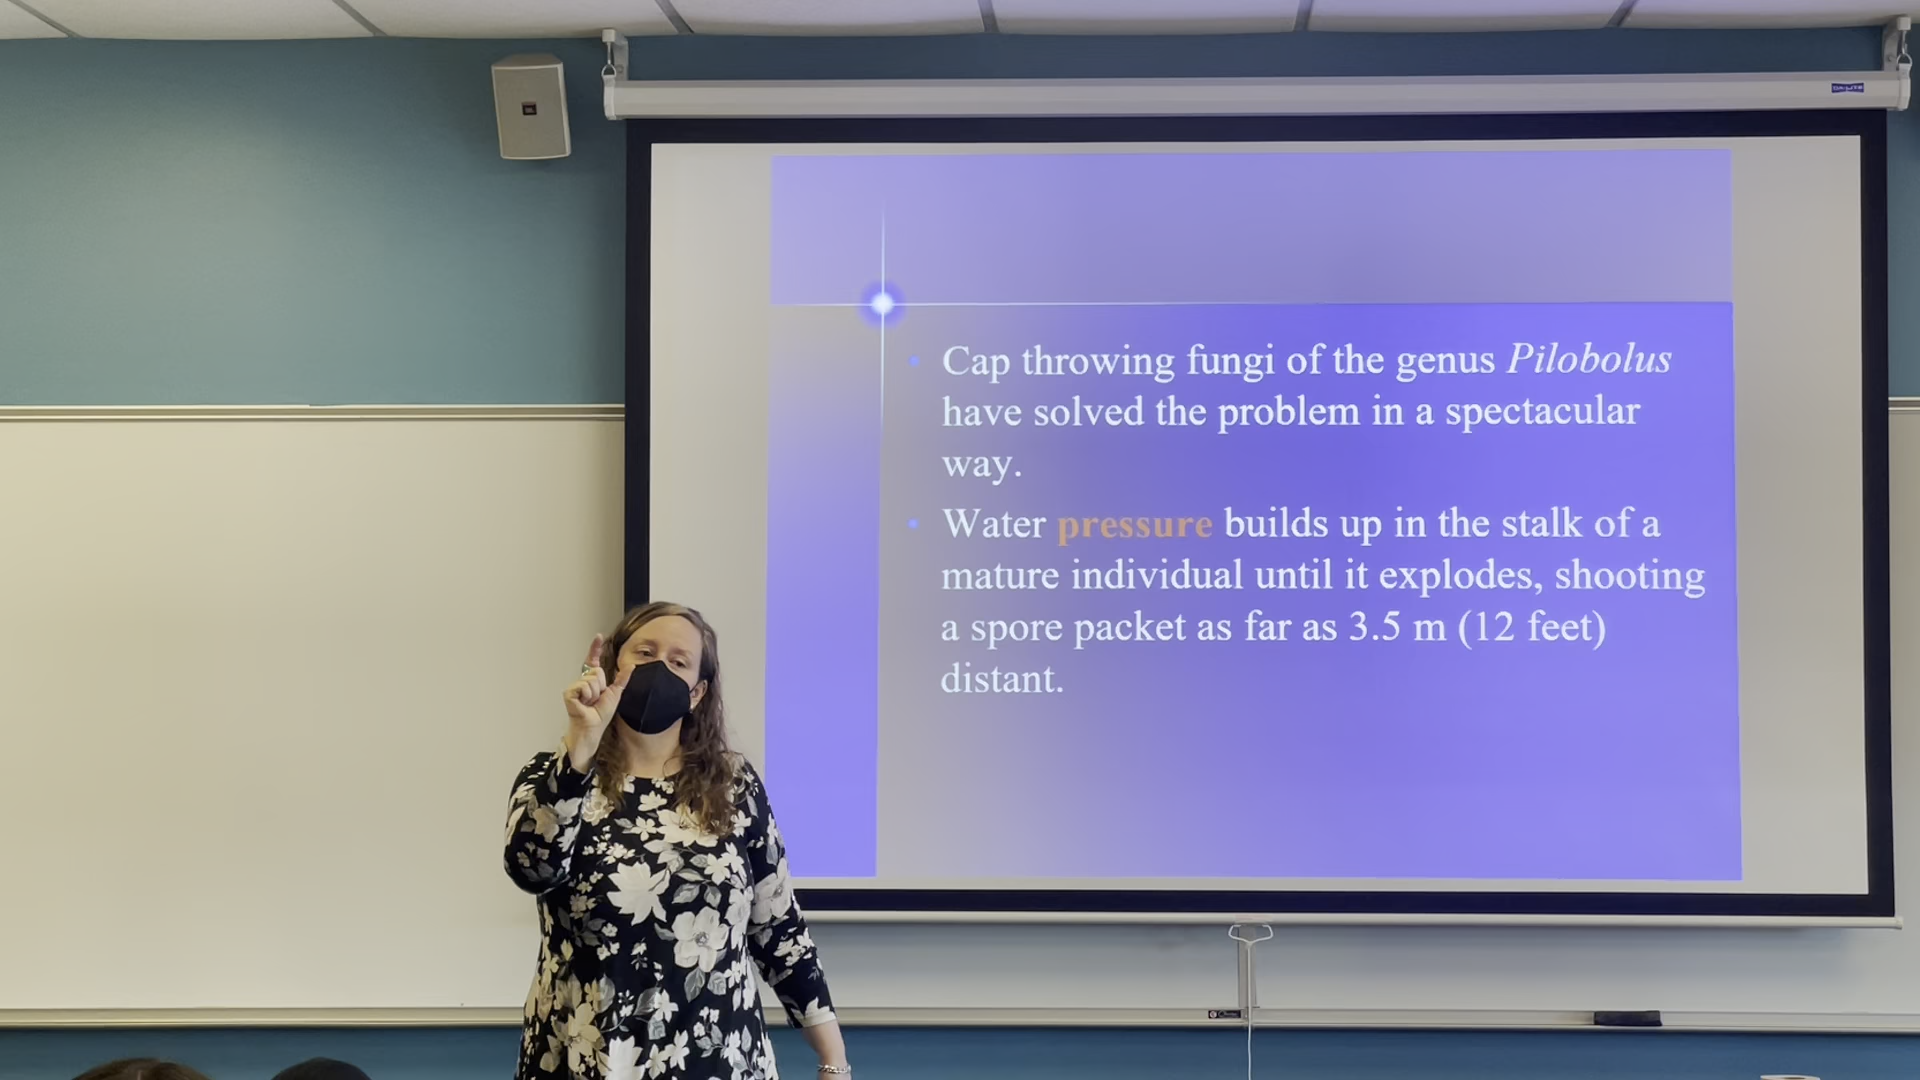 Cap throwing fungi of the genus Pilobolus
have solved the problem in a spectacular
way.
Water pressure builds up in the stalk of a
mature individual until it explodes, shooting
a spore packet as far as 3.5 m (12 feet)
distant.